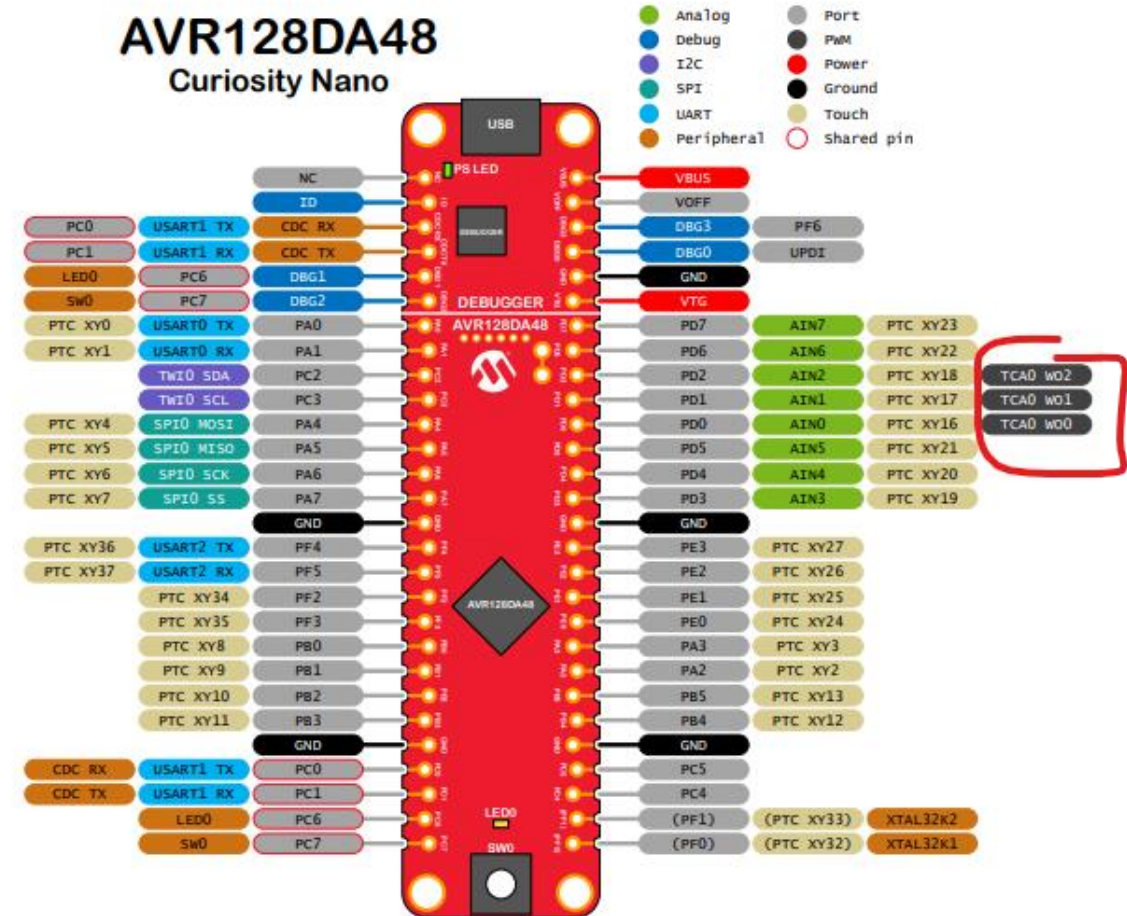 AVR128DA48
Curiosity Nano
Analog Port
Debug PWM
I2C Power
SPI Ground
UART Touch
Peripheral Shared pin
USB
PS LED
NC NC VBUS VBUS
ID ID VOFF VOFF
PC0 USART1 TX CDC RX DEBUGGER DBG3 PF6
PC1 USART1 RX CDC TX DBG0 UPDI
LED0 PC6 DBG1 GND GND
SW0 PC7 DBG2 DEBUGGER VTG
PTC XY0 USART0 TX PA0 AVR128DA48 PD7 AIN7 PTC XY23
PTC XY1 USART0 RX PA1 PD6 AIN6 PTC XY22
TWI0 SDA PC2 PD2 AIN2 PTC XY18 TCA0 WO2
TWI0 SCL PC3 PD1 AIN1 PTC XY17 TCA0 WO1
PTC XY4 SPI0 MOSI PA4 PD0 AIN0 PTC XY16 TCA0 WO0
PTC XY5 SPI0 MISO PA5 PD5 AIN5 PTC XY21
PTC XY6 SPI0 SCK PA6 PD4 AIN4 PTC XY20
PTC XY7 SPI0 SS PA7 PD3 AIN3 PTC XY19
GND GND
PTC XY36 USART2 TX PF4 PE3 PTC XY27
PTC XY37 USART2 RX PF5 PE2 PTC XY26
PTC XY34 PF2 AVR128DA48 PE1 PTC XY25
PTC XY35 PF3 PE0 PTC XY24
PTC XY8 PB0 PA3 PTC XY3
PTC XY9 PB1 PA2 PTC XY2
PTC XY10 PB2 PB5 PTC XY13
PTC XY11 PB3 PB4 PTC XY12
GND GND
CDC RX USART1 TX PC0 PC5
CDC TX USART1 RX PC1 PC4
LED0 PC6 LED0 (PF1) (PTC XY33) XTAL32K2
SW0 PC7 SW0 (PF0) (PTC XY32) XTAL32K1